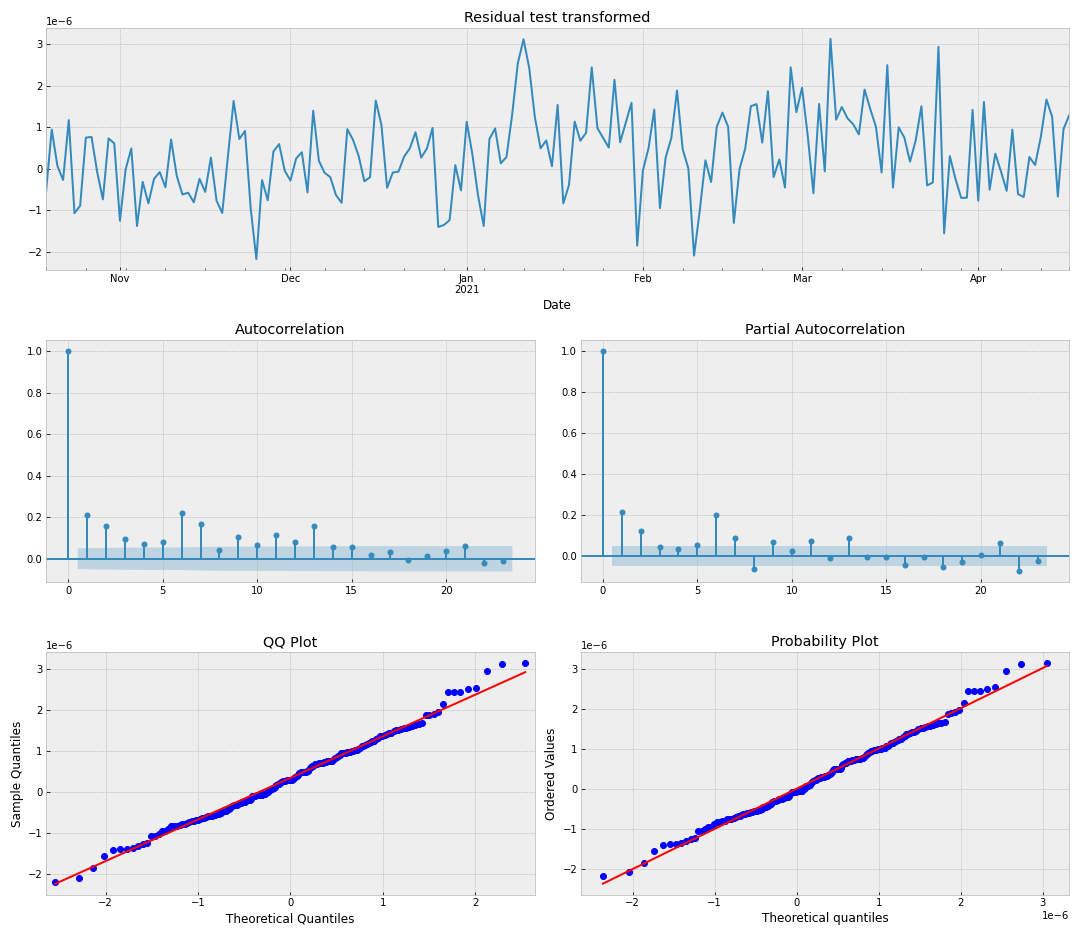 Residual test transformed
1e−6
3
2
1
0
−1
−2
Nov Dec Jan Feb Mar Apr
2021
Date
Autocorrelation
1.0
0.8
0.6
0.4
0.2
0.0
0 5 10 15 20
Partial Autocorrelation
1.0
0.8
0.6
0.4
0.2
0.0
0 5 10 15 20
QQ Plot
1e−6
Sample Quantiles
3
2
1
0
−1
−2
−2 −1 0 1 2
Theoretical Quantiles
Probability Plot
1e−6
Ordered Values
3
2
1
0
−1
−2
−2 −1 0 1 2 3
Theoretical quantiles
1e−6